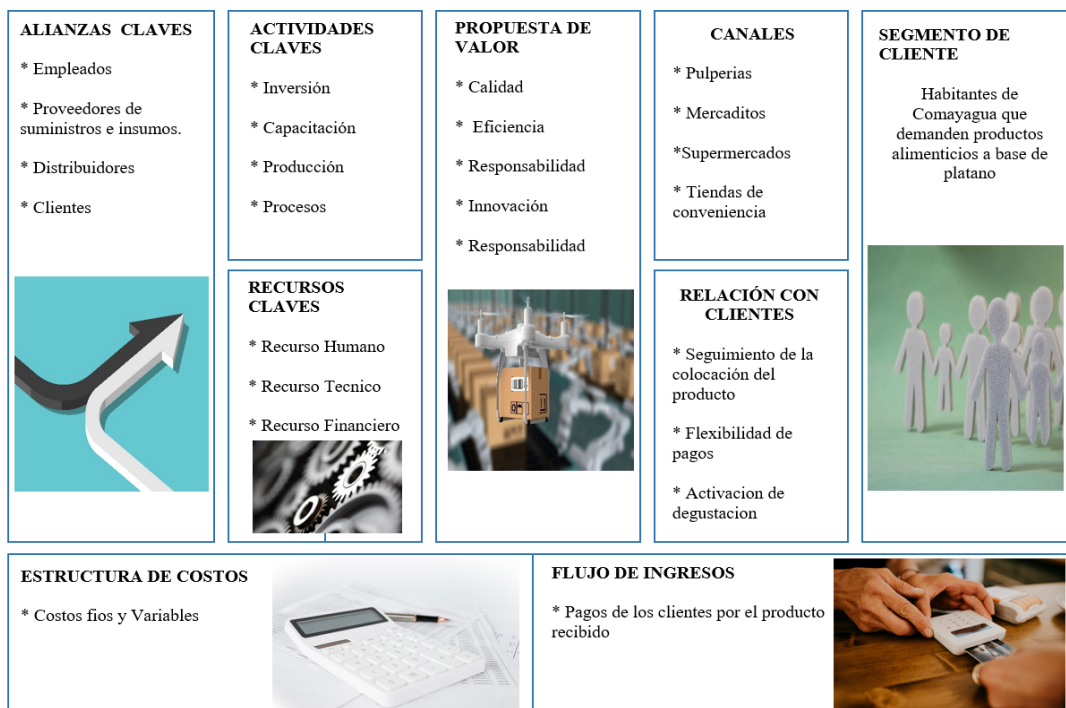 ALIANZAS CLAVES
* Empleados
* Proveedores de
suministros e insumos.
* Distribuidores
* Clientes
ACTIVIDADES
CLAVES
* Inversión
* Capacitación
* Producción
* Procesos
RECURSOS
CLAVES
* Recurso Humano
* Recurso Tecnico
* Recurso Financiero
PROPUESTA DE
VALOR
* Calidad
* Eficiencia
* Responsabilidad
* Innovación
* Responsabilidad
CANALES
* Pulperias
* Mercaditos
*Supermercados
* Tiendas de
conveniencia
RELACIÓN CON
CLIENTES
* Seguimiento de la
colocación del
producto
* Flexibilidad de
pagos
* Activacion de
degustacion
SEGMENTO DE
CLIENTE
Habitantes de
Comayagua que
demanden productos
alimenticios a base de
platano
ESTRUCTURA DE COSTOS
* Costos fios y Variables
FLUJO DE INGRESOS
* Pagos de los clientes por el producto
recibido